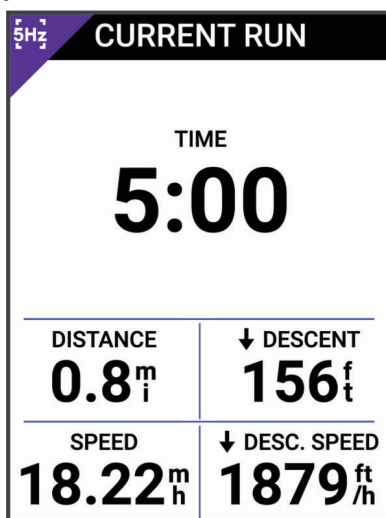 5Hz CURRENT RUN
TIME
5:00
DISTANCE ↓ DESCENT
0.8 mi 156 ft
SPEED ↓ DESC. SPEED
18.22 mh 1879 ft/h